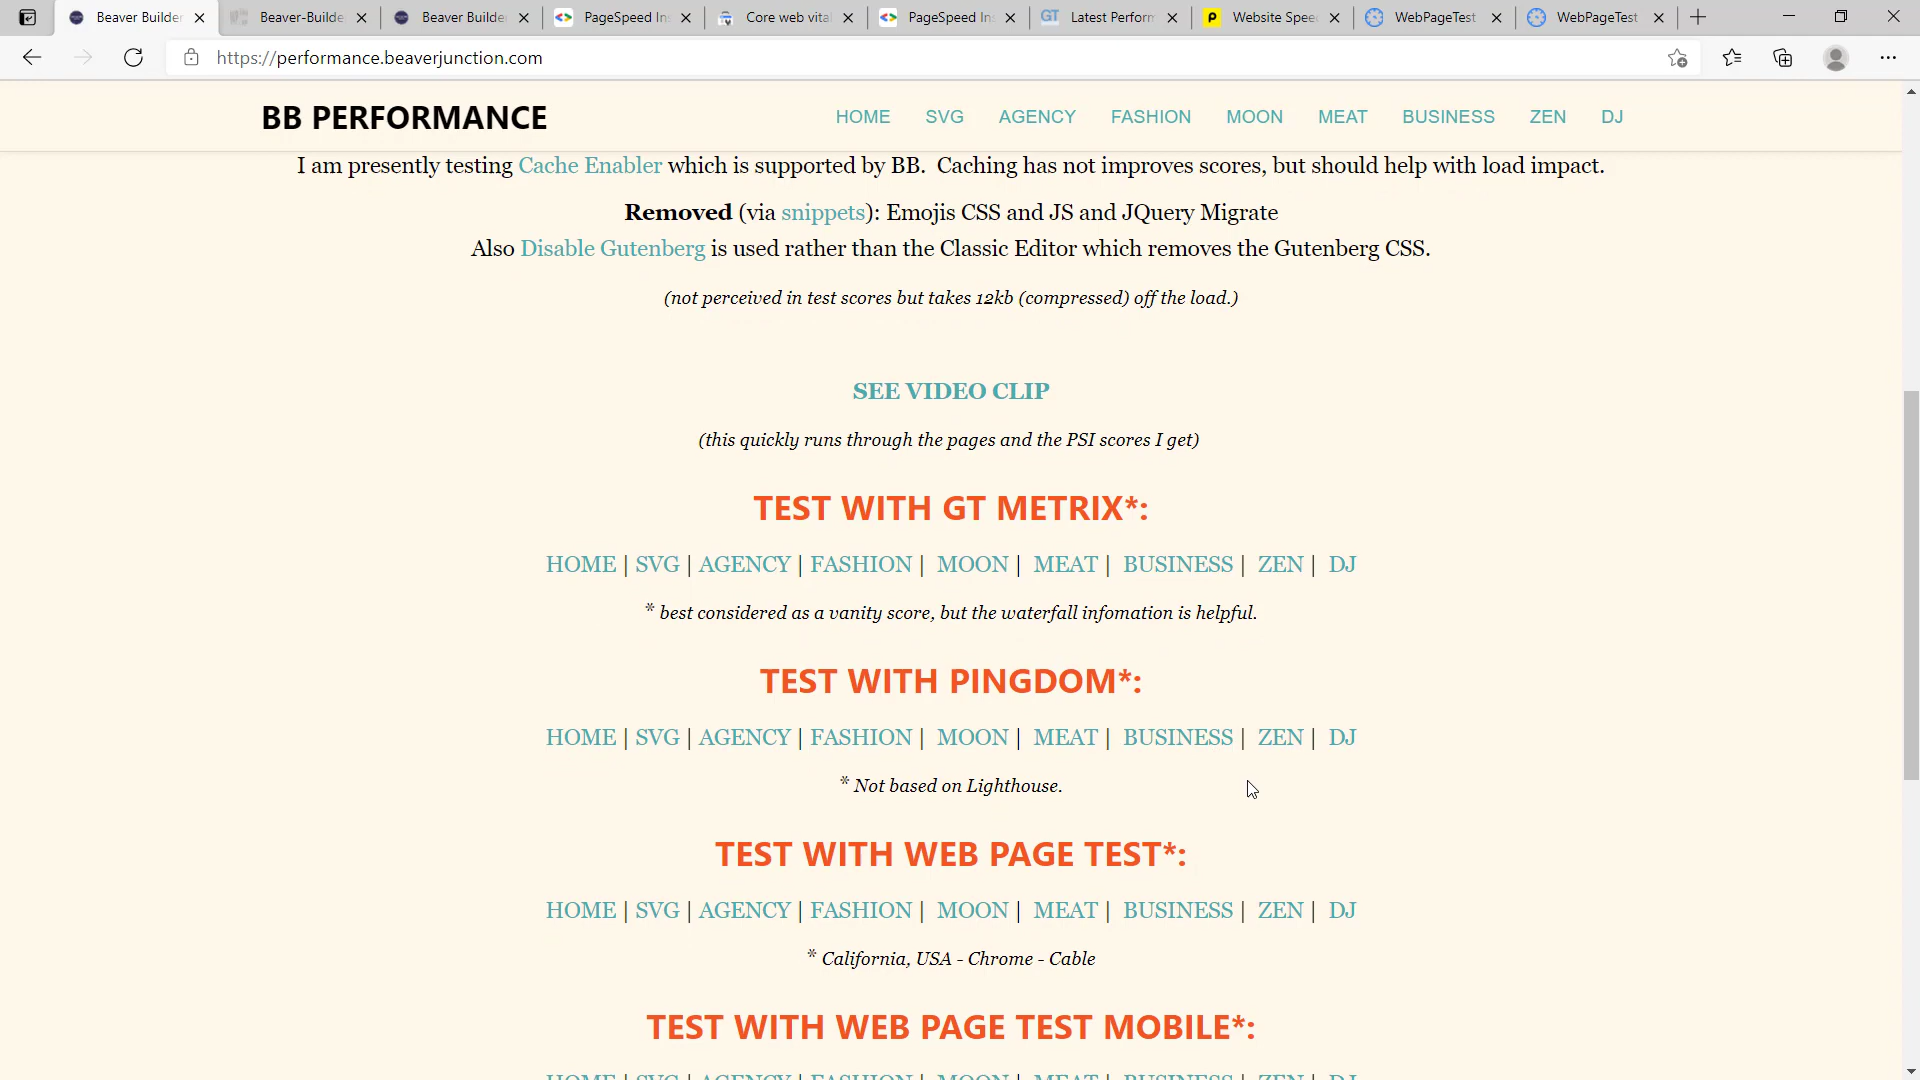 Beaver Builder
Beaver-Builde
Beaver Builde
PageSpeed In
Core web vita
PageSpeed Ins
GT
Latest Perform
Website Spee
WebPageTest
WebPageTest
https://performance.beaverjunction.com
BB PERFORMANCE
HOME SVG AGENCY FASHION MOON MEAT BUSINESS ZEN DJ
I am presently testing Cache Enabler which is supported by BB.  Caching has not improves scores, but should help with load impact.
Removed (via snippets): Emojis CSS and JS and JQuery Migrate
Also Disable Gutenberg is used rather than the Classic Editor which removes the Gutenberg CSS.
(not perceived in test scores but takes 12kb (compressed) off the load.)
SEE VIDEO CLIP
(this quickly runs through the pages and the PSI scores I get)
TEST WITH GT METRIX*:
HOME | SVG | AGENCY | FASHION |  MOON |  MEAT |  BUSINESS |  ZEN |  DJ
* best considered as a vanity score, but the waterfall infomation is helpful.
TEST WITH PINGDOM*:
HOME | SVG | AGENCY | FASHION |  MOON |  MEAT |  BUSINESS |  ZEN |  DJ
* Not based on Lighthouse.
TEST WITH WEB PAGE TEST*:
HOME | SVG | AGENCY | FASHION |  MOON |  MEAT |  BUSINESS |  ZEN |  DJ
* California, USA - Chrome - Cable
TEST WITH WEB PAGE TEST MOBILE*:
HOME | SVG | AGENCY | FASHION |  MOON |  MEAT |  BUSINESS |  ZEN |  DJ